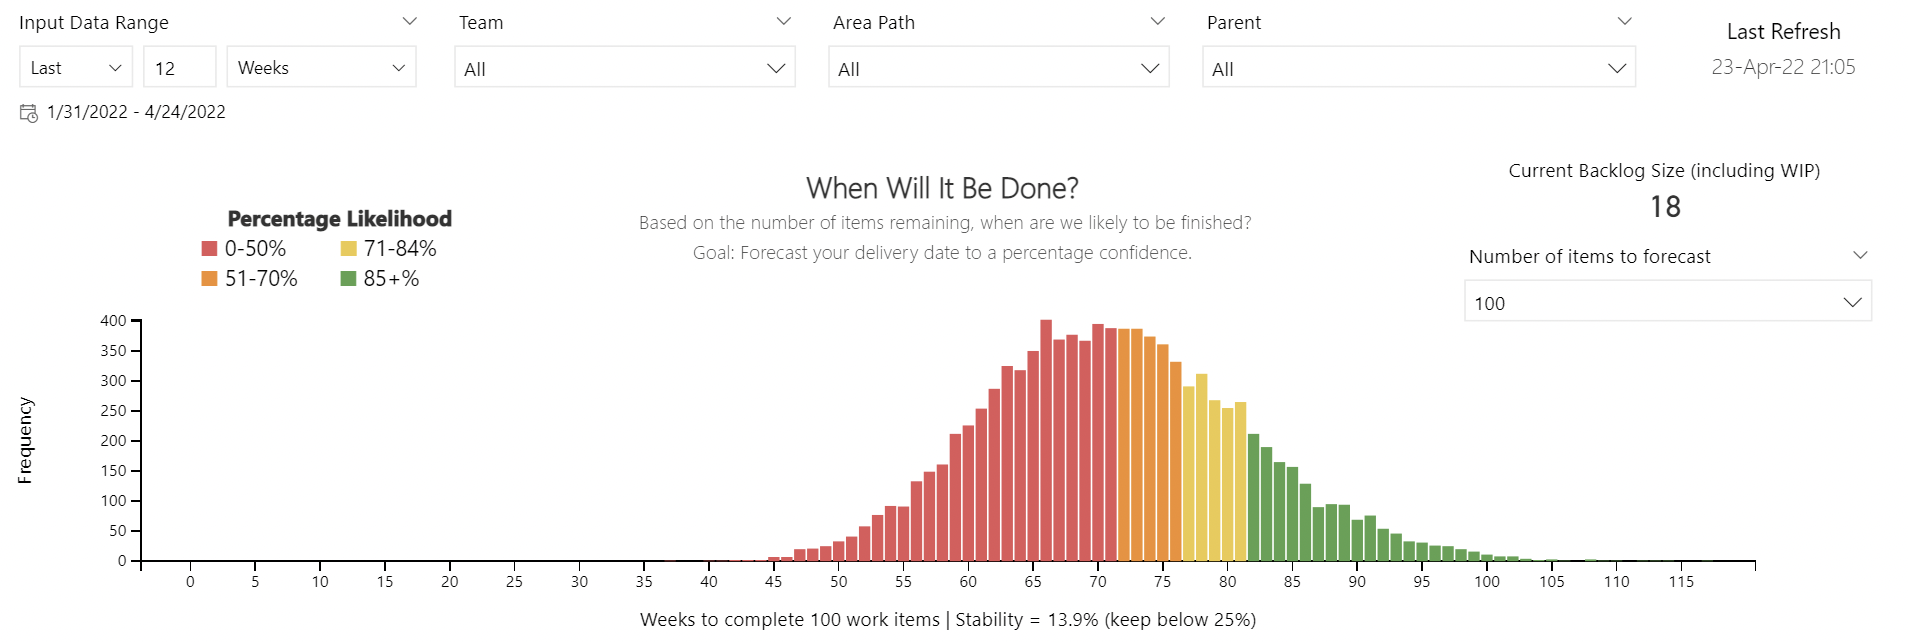 Input Data Range
Team
Area Path
Parent
Last Refresh
Last 12 Weeks
All
All
All
23-Apr-22 21:05
1/31/2022 - 4/24/2022
When Will It Be Done?
Based on the number of items remaining, when are we likely to be finished?
Goal: Forecast your delivery date to a percentage confidence.
Current Backlog Size (including WIP)
18
Number of items to forecast
100
Percentage Likelihood
0-50% 71-84%
51-70% 85+%
Frequency
400
350
300
250
200
150
100
50
0
0 5 10 15 20 25 30 35 40 45 50 55 60 65 70 75 80 85 90 95 100 105 110 115
Weeks to complete 100 work items | Stability = 13.9% (keep below 25%)